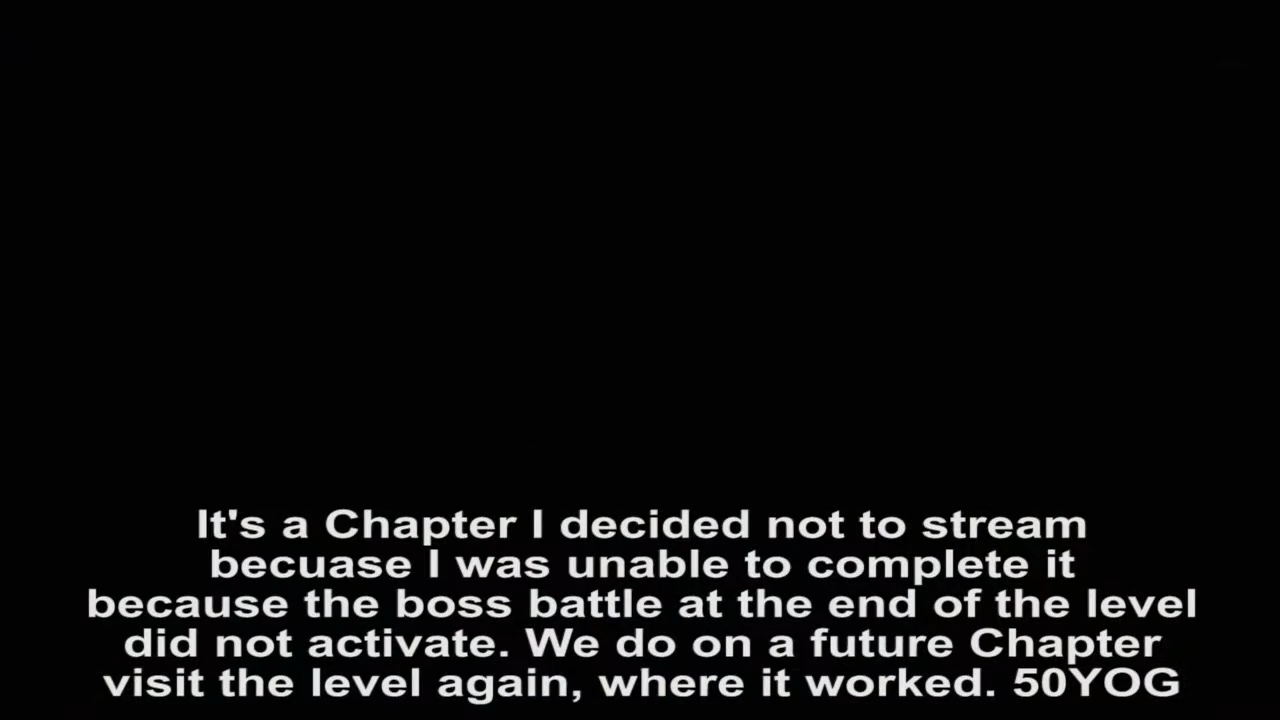 It's a Chapter I decided not to stream
becuase I was unable to complete it
because the boss battle at the end of the level
did not activate. We do on a future Chapter
visit the level again, where it worked. 50YOG